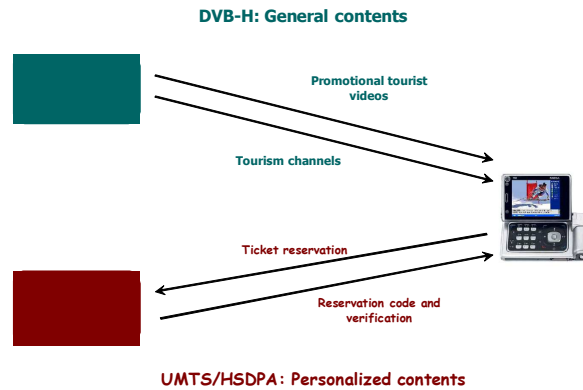 DVB-H: General contents
Promotional tourist
videos
Tourism channels
Ticket reservation
Reservation code and
verification
UMTS/HSDPA: Personalized contents